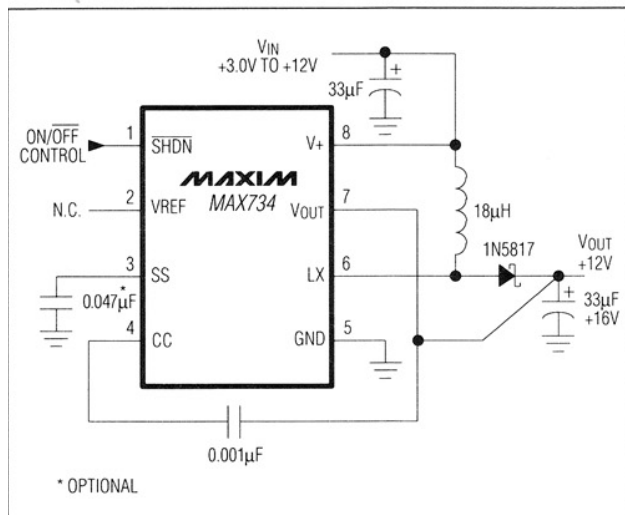 VIN
+3.0V TO +12V
33µF
+
ON/OFF
CONTROL
1
SHDN
V+
8
MAXIM
MAX734
N.C.
2
VREF
VOUT
7
18µH
1N5817
VOUT
+12V
3
SS
LX
6
0.047µF*
+
33µF
+16V
4
CC
GND
5
0.001µF
* OPTIONAL